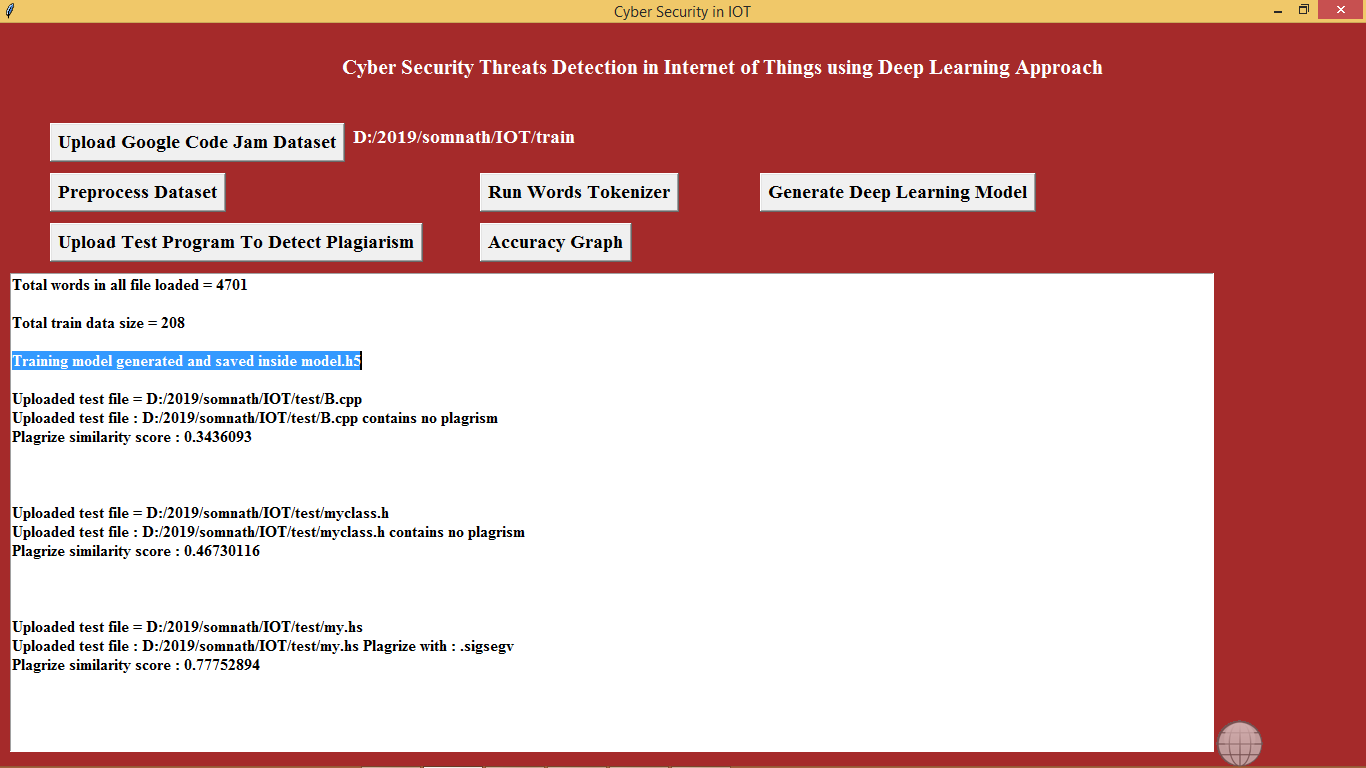 Cyber Security in IOT
Cyber Security Threats Detection in Internet of Things using Deep Learning Approach
Upload Google Code Jam Dataset D:/2019/somnath/IOT/train
Preprocess Dataset Run Words Tokenizer Generate Deep Learning Model
Upload Test Program To Detect Plagiarism Accuracy Graph
Total words in all file loaded = 4701
Total train data size = 208
Training model generated and saved inside model.h5
Uploaded test file = D:/2019/somnath/IOT/test/B.cpp
Uploaded test file : D:/2019/somnath/IOT/test/B.cpp contains no plagrism
Plagrize similarity score : 0.3436093
Uploaded test file = D:/2019/somnath/IOT/test/myclass.h
Uploaded test file : D:/2019/somnath/IOT/test/myclass.h contains no plagrism
Plagrize similarity score : 0.46730116
Uploaded test file = D:/2019/somnath/IOT/test/my.hs
Uploaded test file : D:/2019/somnath/IOT/test/my.hs Plagrize with : .sigsegv
Plagrize similarity score : 0.77752894